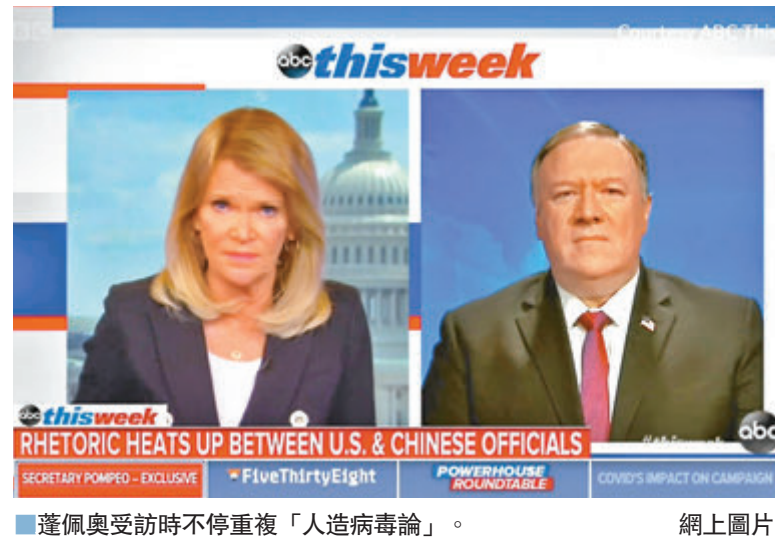 Courtesy ABC This
abc thisweek
abc thisweek
RHETORIC HEATS UP BETWEEN U.S. & CHINESE OFFICIALS
abc
SECRETARY POMPEO – EXCLUSIVE
FiveThirtyEight
POWERHOUSE
ROUNDTABLE
COVID'S IMPACT ON CAMPAIGN
■蓬佩奧受訪時不停重複「人造病毒論」。 網上圖片